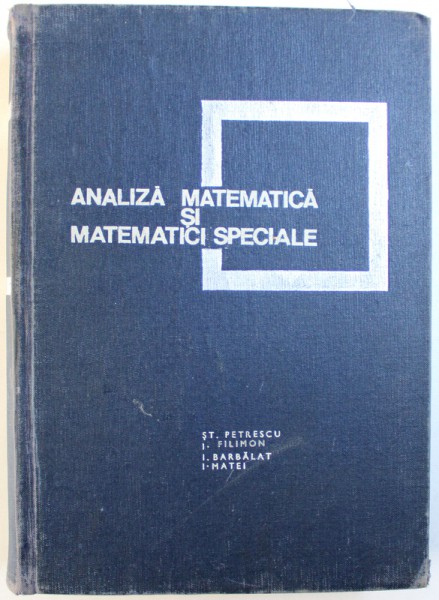 ANALIZĂ MATEMATICĂ
ȘI
MATEMATICI SPECIALE
ȘT. PETRESCU
I. FILIMON
I. BARBĂLAT
I. MATEI